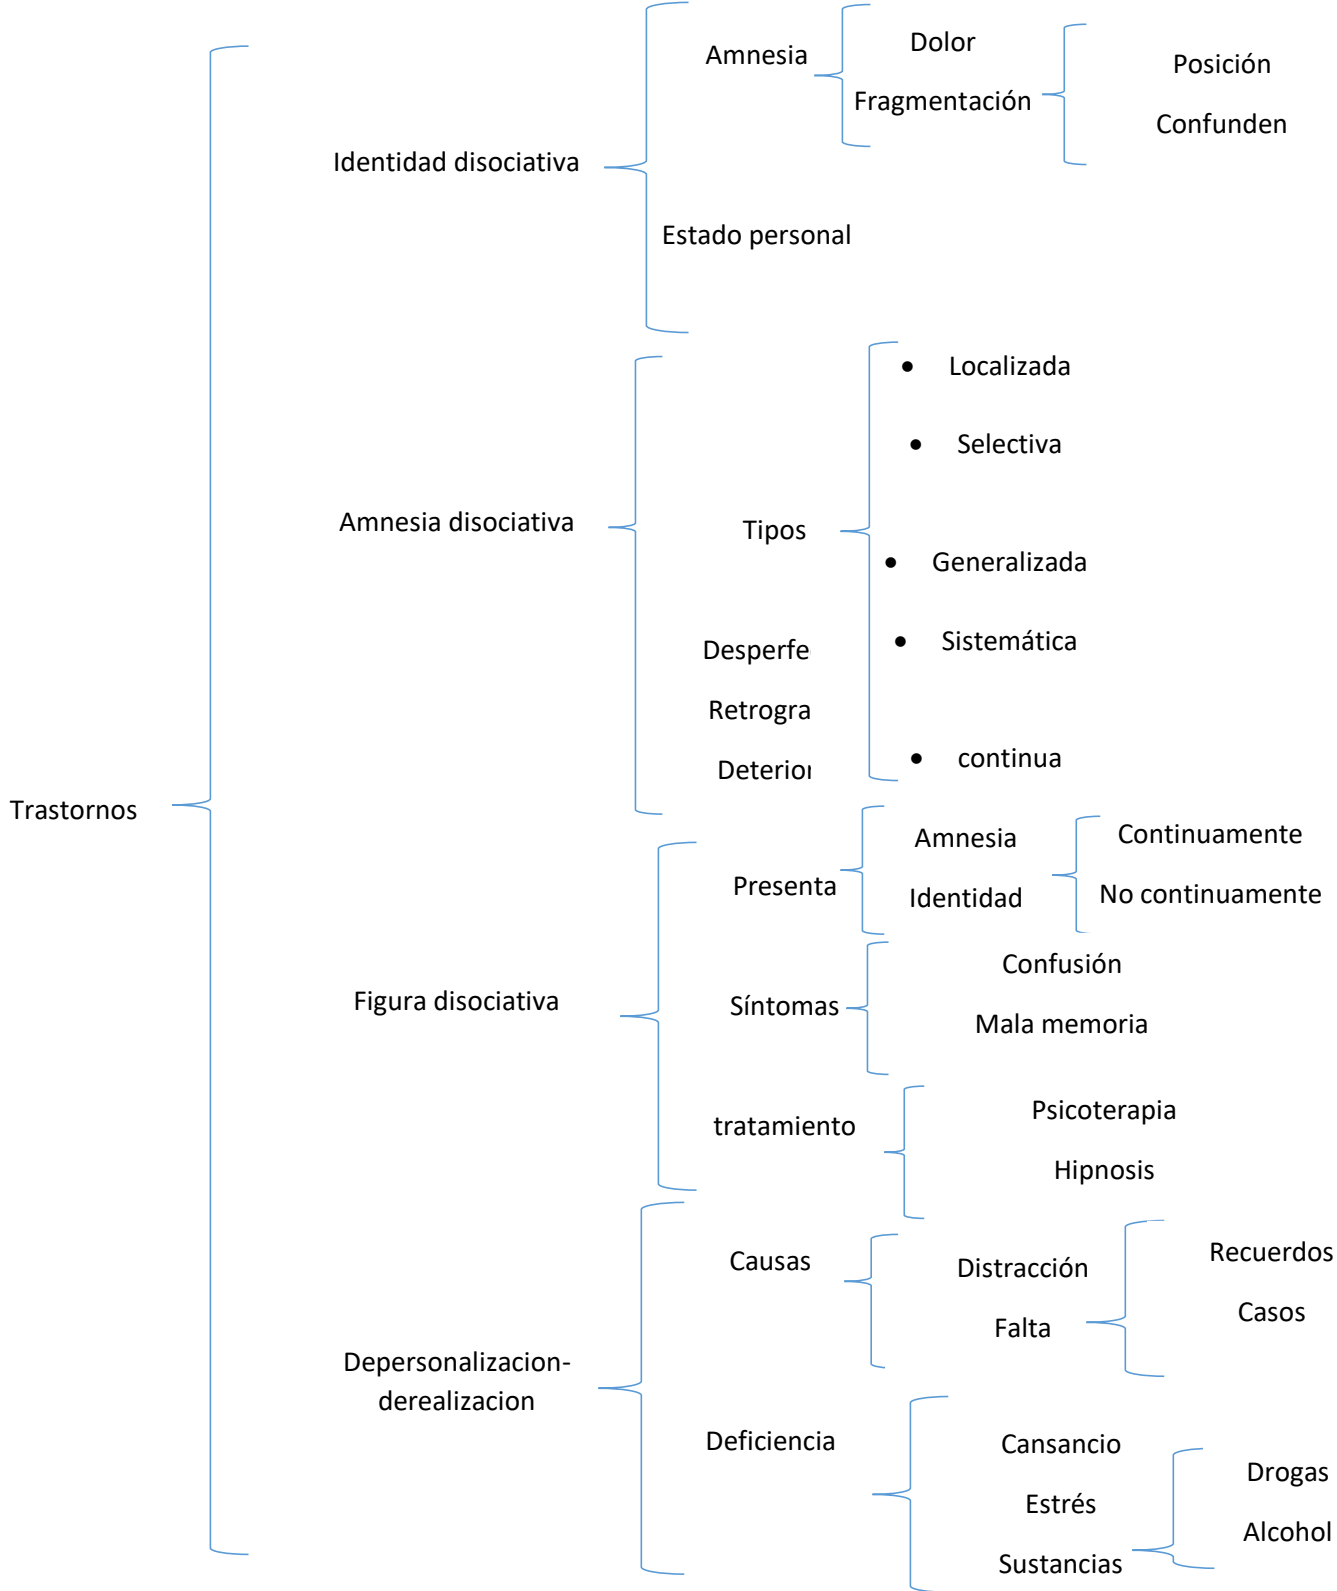 Trastornos
Identidad disociativa
Amnesia
Dolor
Fragmentación
Posición
Confunden
Estado personal
Amnesia disociativa
Tipos
• Localizada
• Selectiva
• Generalizada
• Sistemática
• continua
Desperfe
Retrogra
Deterior
Figura disociativa
Presenta
Amnesia
Identidad
Continuamente
No continuamente
Síntomas
Confusión
Mala memoria
tratamiento
Psicoterapia
Hipnosis
Depersonalizacion-
derealizacion
Causas
Distracción
Falta
Recuerdos
Casos
Deficiencia
Cansancio
Estrés
Sustancias
Drogas
Alcohol